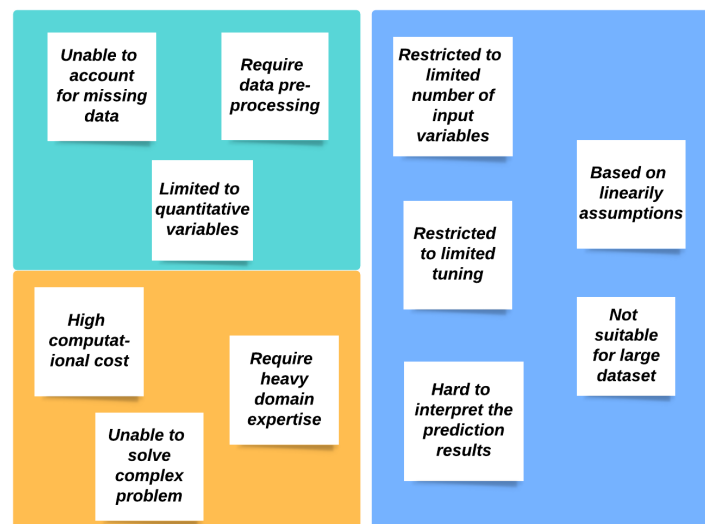 Unable to
account
for missing
data
Require
data pre-
processing
Limited to
quantitative
variables
High
computat-
ional cost
Require
heavy
domain
expertise
Unable to
solve
complex
problem
Restricted to
limited
number of
input
variables
Based on
linearily
assumptions
Restricted
to limited
tuning
Not
suitable
for large
dataset
Hard to
interpret the
prediction
results